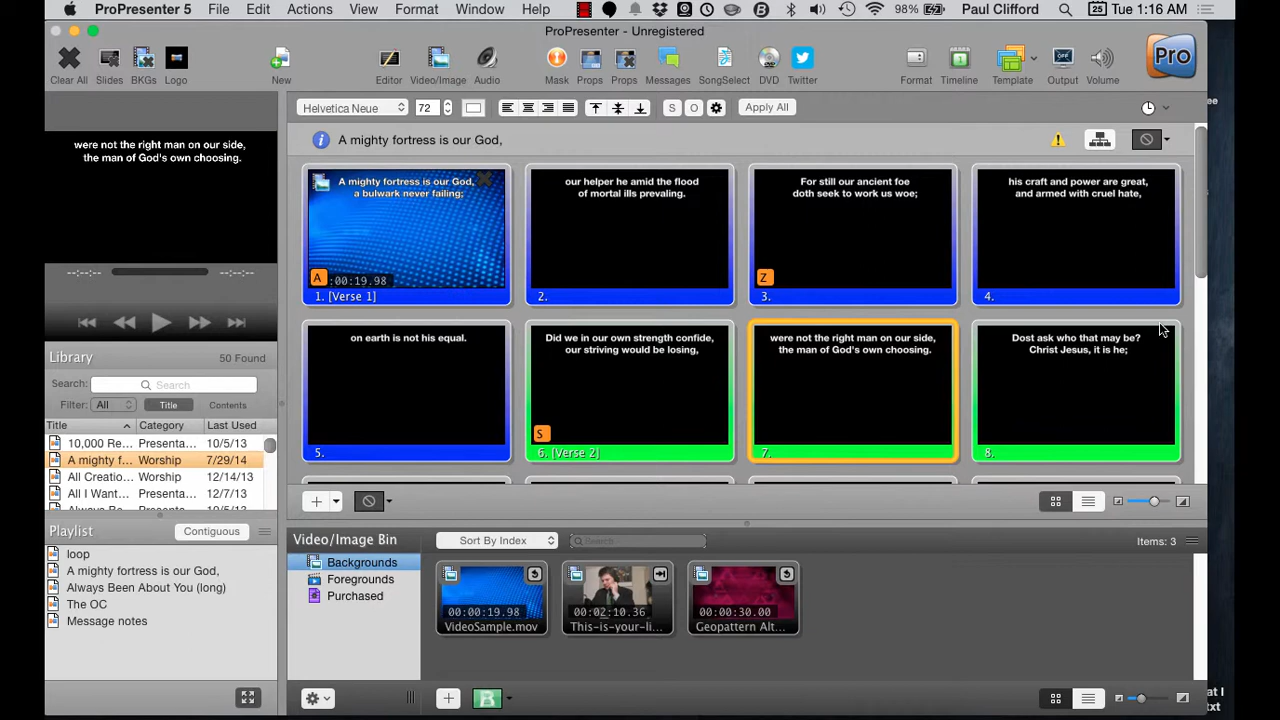 ProPresenter 5 File Edit Actions View Format Window Help 98% Paul Clifford 25 Tue 1:16 AM
ProPresenter - Unregistered
Clear All Slides BKGs Logo New Editor Video/Image Audio Mask Props Props Messages SongSelect DVD Twitter Format Timeline Template Output Volume
Pro
Helvetica Neue 72 S O Apply All
A mighty fortress is our God,
were not the right man on our side,
the man of God's own choosing.
--:--:-- --:--:--
A mighty fortress is our God,
a bulwark never failing;
A :00:19.98
1. [Verse 1]
our helper he amid the flood
of mortal ills prevaling.
2.
For still our ancient foe
doth seek to work us woe;
Z
3.
his craft and power are great,
and armed with cruel hate,
4.
on earth is not his equal.
5.
Did we in our own strength confide,
our striving would be losing,
S
6. [Verse 2]
were not the right man on our side,
the man of God's own choosing.
7.
Dost ask who that may be?
Christ Jesus, it is he;
8.
Library 50 Found
Search: Search
Filter: All Title Contents
Title Category Last Used
10,000 Re... Presenta... 10/5/13
A mighty f... Worship 7/29/14
All Creatio... Worship 12/14/13
All I Want... Presenta... 12/7/13
Playlist Contiguous
loop
A mighty fortress is our God,
Always Been About You (long)
The OC
Message notes
Video/Image Bin Sort By Index Search Items: 3
Backgrounds
Foregrounds
Purchased
00:00:19.98
VideoSample.mov
00:02:10.36
This-is-your-li...
00:00:30.00
Geopattern Alt...
B